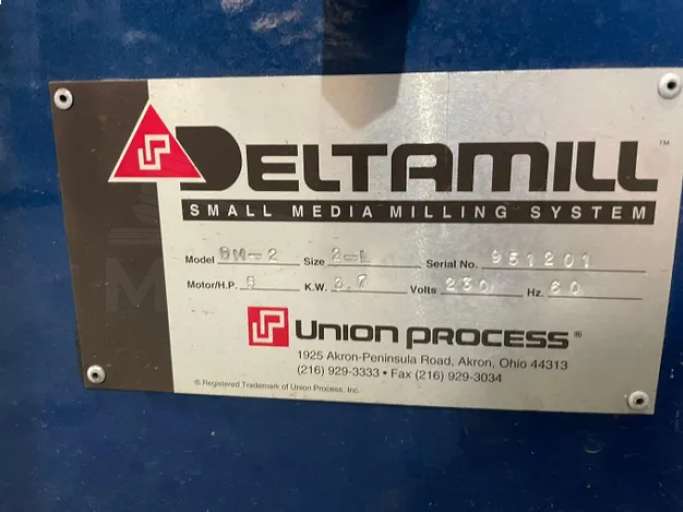 UP DELTAMILL™
SMALL MEDIA MILLING SYSTEM
Model Size 2-L Serial No. 951201
Motor/H.P. 5 K.W. 3.7 Volts 230 Hz. 60
UP UNION PROCESS®
1925 Akron-Peninsula Road, Akron, Ohio 44313
(216) 929-3333 • Fax (216) 929-3034
® Registered Trademark of Union Process, Inc.